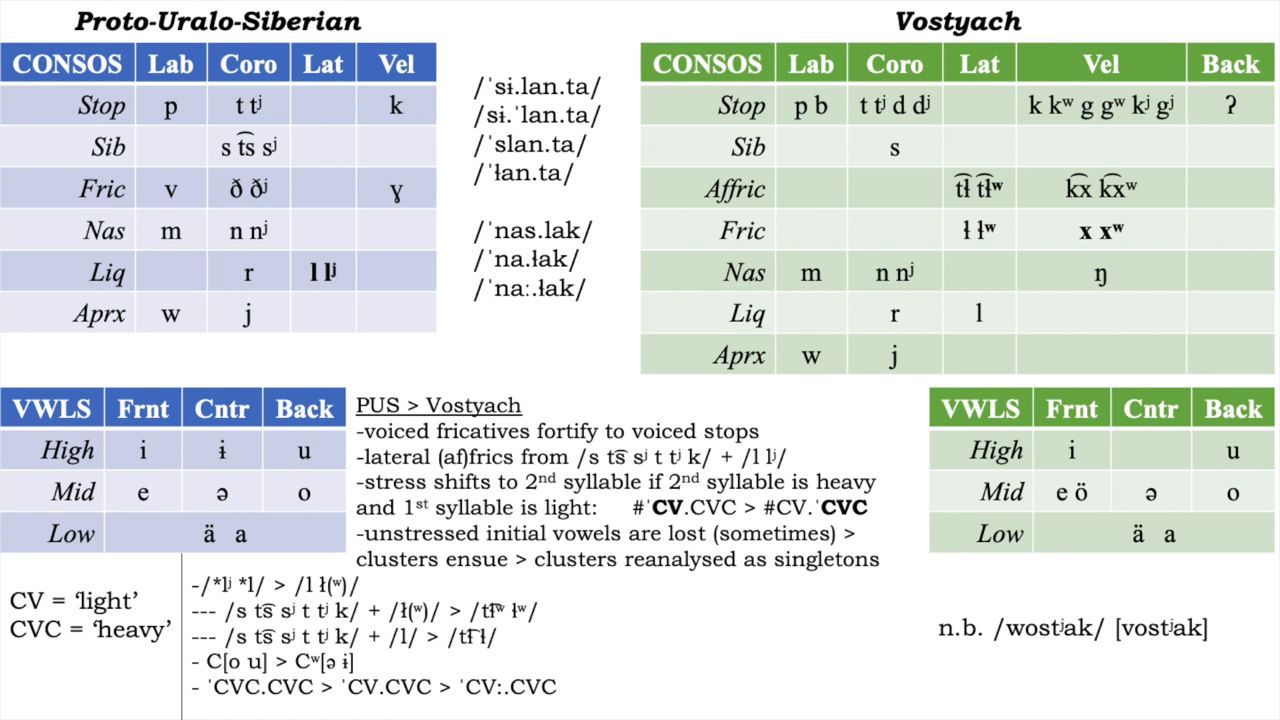 Proto-Uralo-Siberian
CONSOS Lab Coro Lat Vel
Stop p t tʲ k
Sib s t͡s sʲ
Fric v ð ðʲ ɣ
Nas m n nʲ
Liq r l lʲ
Aprx w j
/ˈsɨ.lan.ta/
/sɨ.ˈlan.ta/
/ˈslan.ta/
/ˈɫan.ta/
/ˈnas.lak/
/ˈna.ɫak/
/ˈnaː.ɫak/
Vostyach
CONSOS Lab Coro Lat Vel Back
Stop p b t tʲ d dʲ k kʷ g gʷ kʲ gʲ ʔ
Sib s
Affric t͡ɫ t͡ɫʷ k͡x k͡xʷ
Fric ɫ ɫʷ x xʷ
Nas m n nʲ ŋ
Liq r l
Aprx w j
VWLS Frnt Cntr Back
High i ɨ u
Mid e ə o
Low ä a
CV = ‘light’
CVC = ‘heavy’
PUS > Vostyach
-voiced fricatives fortify to voiced stops
-lateral (af)frics from /s t͡s sʲ t tʲ k/ + /l lʲ/
-stress shifts to 2nd syllable if 2nd syllable is heavy
and 1st syllable is light: #ˈCV.CVC > #CV.ˈCVC
-unstressed initial vowels are lost (sometimes) >
clusters ensue > clusters reanalysed as singletons
-/*lʲ *l/ > /l ɫ(ʷ)/
--- /s t͡s sʲ t tʲ k/ + /ɫ(ʷ)/ > /t͡ɫʷ ɫʷ/
--- /s t͡s sʲ t tʲ k/ + /l/ > /t͡ɫ ɫ/
- C[o u] > Cʷ[ə ɨ]
- ˈCVC.CVC > ˈCV.CVC > ˈCVː.CVC
VWLS Frnt Cntr Back
High i u
Mid e ö ə o
Low ä a
n.b. /wostʲak/ [vostʲak]